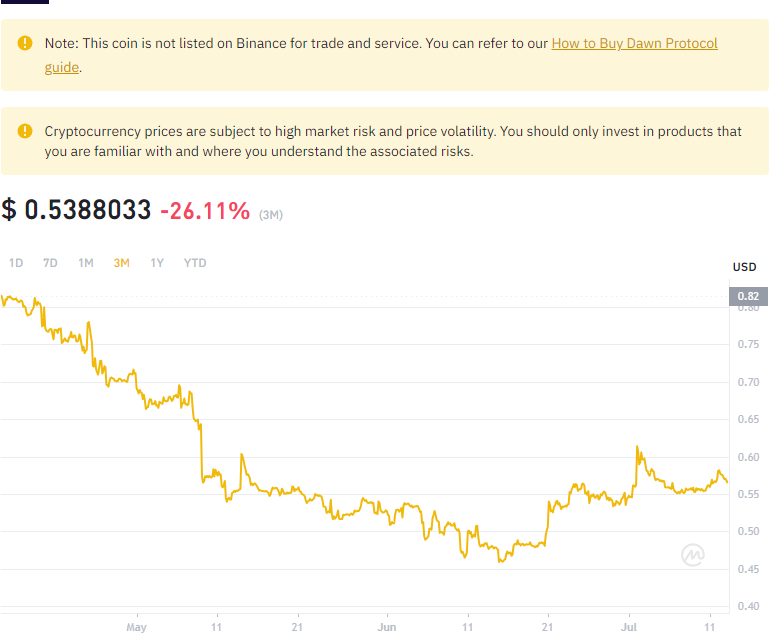 Note: This coin is not listed on Binance for trade and service. You can refer to our How to Buy Dawn Protocol
guide.
Cryptocurrency prices are subject to high market risk and price volatility. You should only invest in products that
you are familiar with and where you understand the associated risks.
$ 0.5388033 -26.11% (3M)
1D 7D 1M 3M 1Y YTD
USD
0.82
0.80
0.75
0.70
0.65
0.60
0.55
0.50
0.45
0.40
May 11 21 Jun 11 21 Jul 11